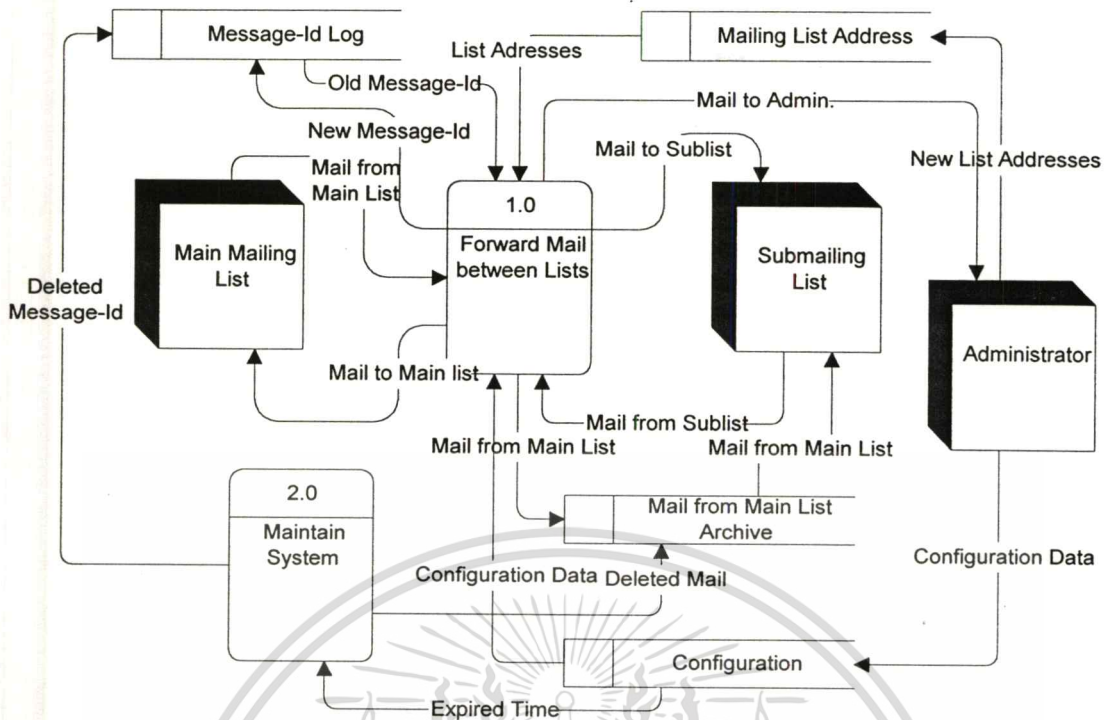 Message-Id Log
List Adresses
Mailing List Address
Old Message-Id
Mail to Admin.
New Message-Id
Mail to Sublist
New List Addresses
Mail from
Main List
1.0
Forward Mail
between Lists
Main Mailing
List
Submailing
List
Deleted
Message-Id
Administrator
Mail to Main list
Mail from Sublist
Mail from Main List
Mail from Main List
2.0
Maintain
System
Mail from Main List
Archive
Configuration Data
Deleted Mail
Configuration Data
Configuration
Expired Time